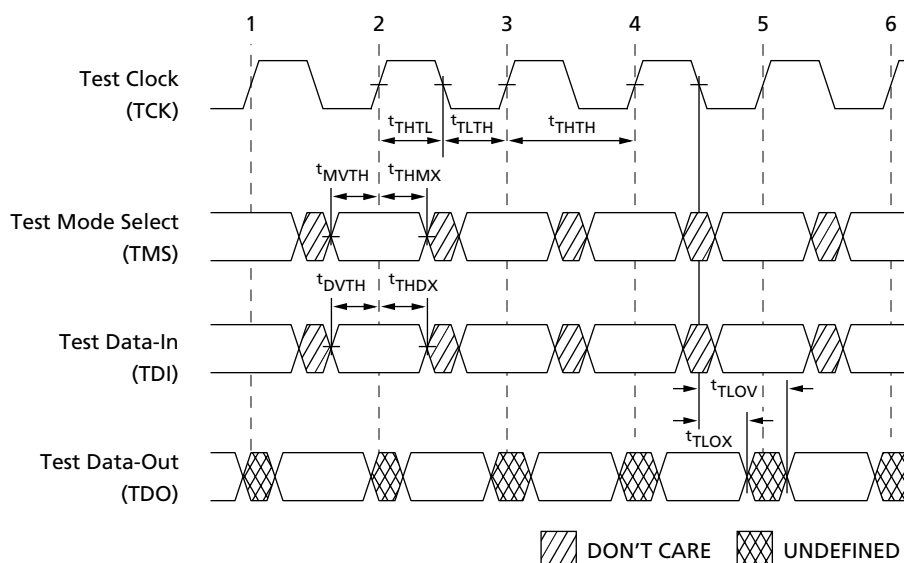 1 2 3 4 5 6
Test Clock
(TCK)
tTHTL tTLTH tTHTH
tMVTH tTHMX
Test Mode Select
(TMS)
tDVTH tTHDX
Test Data-In
(TDI)
tTLOV
tTLOX
Test Data-Out
(TDO)
DON'T CARE UNDEFINED